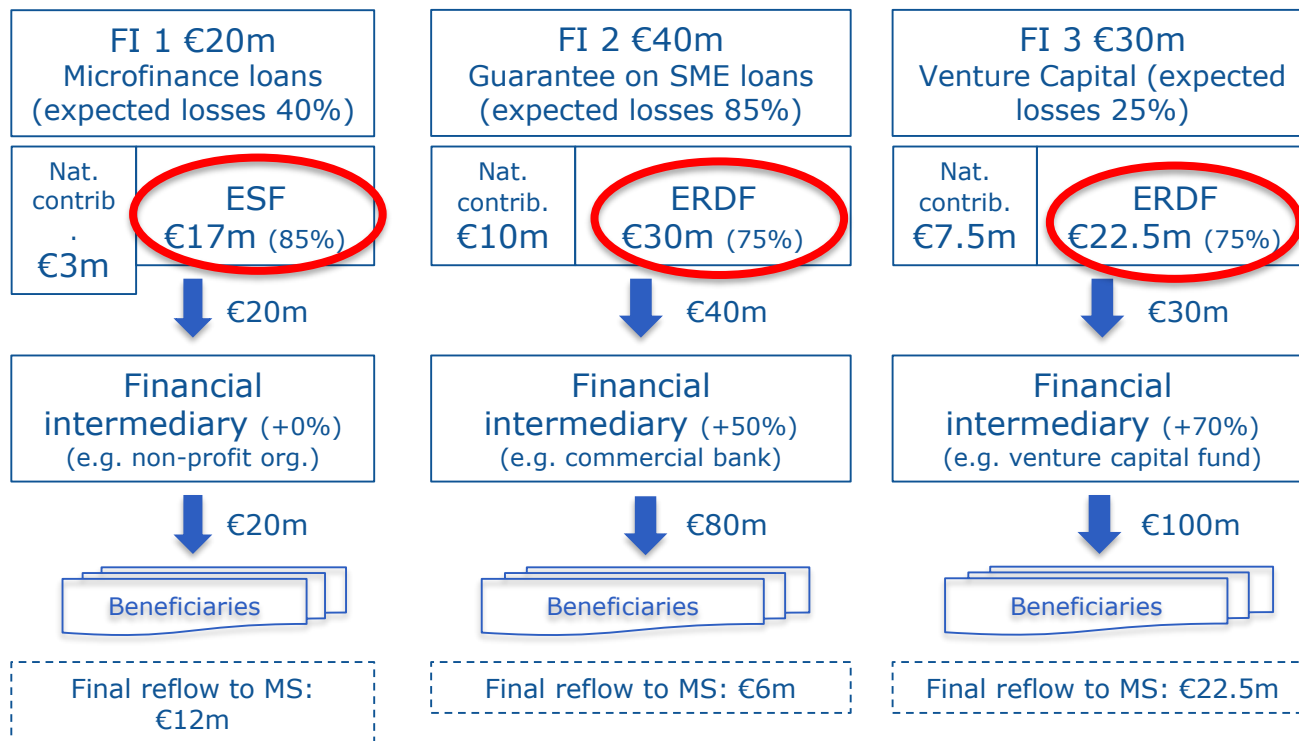 FI 1 €20m
Microfinance loans
(expected losses 40%)
Nat.
contrib
.
€3m
ESF
€17m (85%)
€20m
Financial
intermediary (+0%)
(e.g. non-profit org.)
€20m
Beneficiaries
Final reflow to MS:
€12m
FI 2 €40m
Guarantee on SME loans
(expected losses 85%)
Nat.
contrib.
€10m
ERDF
€30m (75%)
€40m
Financial
intermediary (+50%)
(e.g. commercial bank)
€80m
Beneficiaries
Final reflow to MS: €6m
FI 3 €30m
Venture Capital (expected
losses 25%)
Nat.
contrib.
€7.5m
ERDF
€22.5m (75%)
€30m
Financial
intermediary (+70%)
(e.g. venture capital fund)
€100m
Beneficiaries
Final reflow to MS: €22.5m